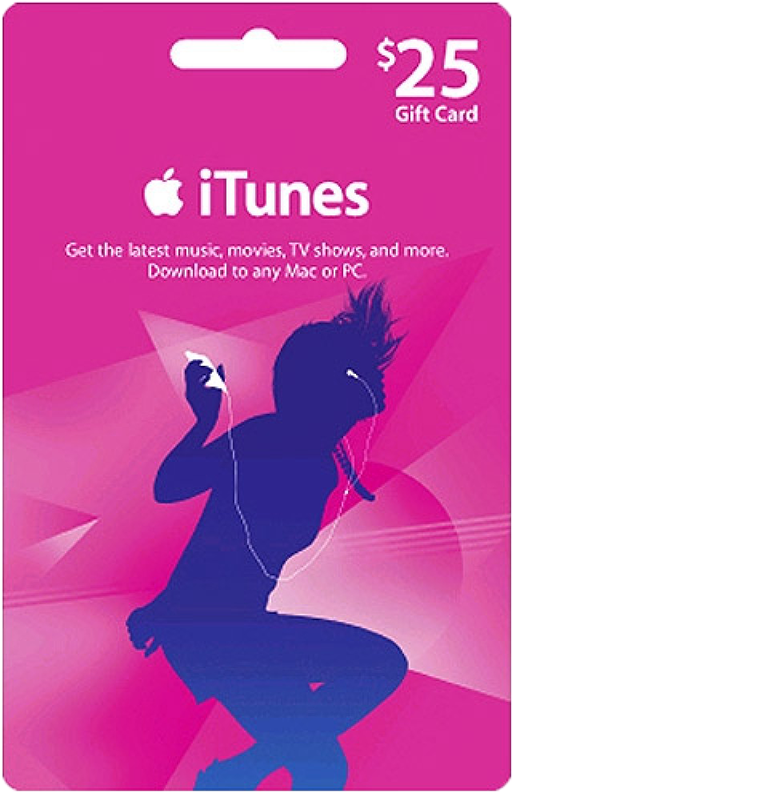 $25
Gift Card
iTunes
Get the latest music, movies, TV shows, and more.
Download to any Mac or PC.